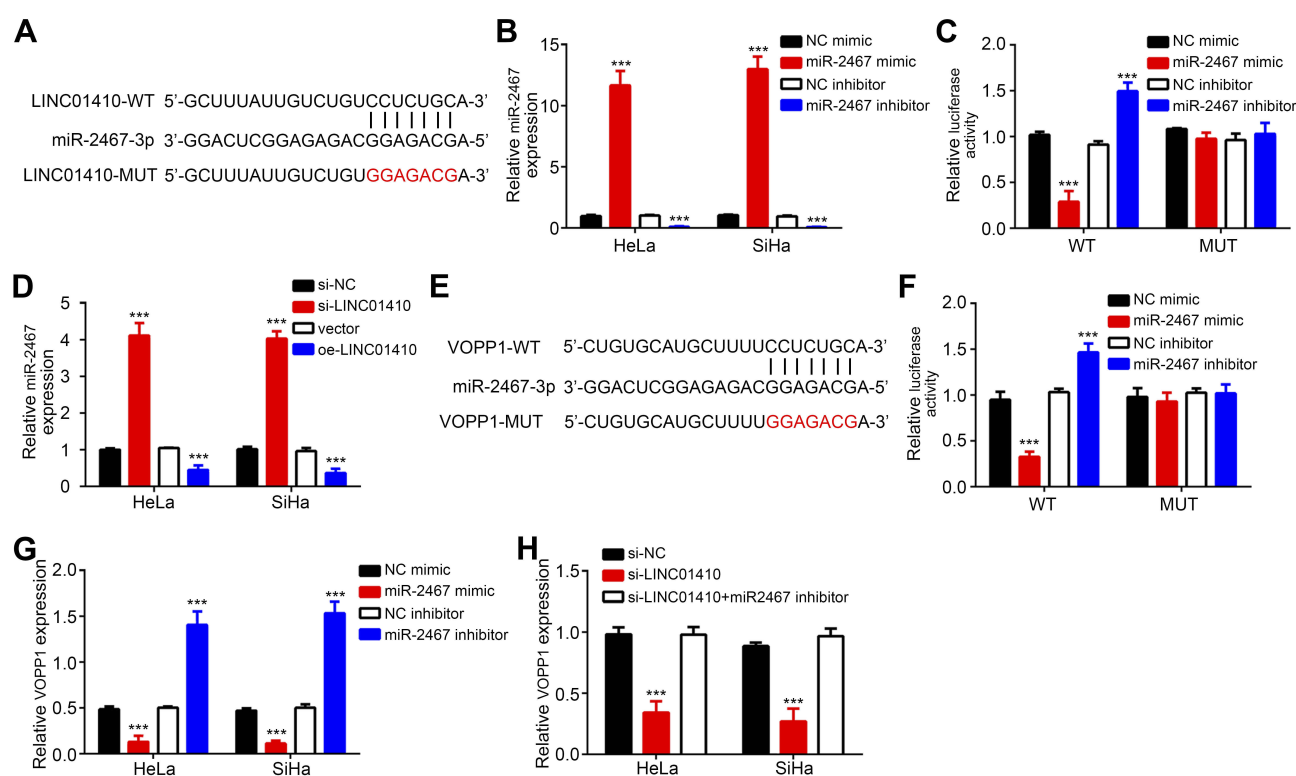 A
LINC01410-WT 5'-GCUUUAUUGUCUGUCCUCUGCA-3'
miR-2467-3p 3'-GGACUCGGAGAGACGGAGACGA-5'
LINC01410-MUT 5'-GCUUUAUUGUCUGUGGAGACGA-3'
B
Relative miR-2467
expression
15
10
5
0
***
***
***
***
HeLa
SiHa
NC mimic
miR-2467 mimic
NC inhibitor
miR-2467 inhibitor
C
Relative luciferase
activity
2.0
1.5
1.0
0.5
0.0
***
***
WT
MUT
NC mimic
miR-2467 mimic
NC inhibitor
miR-2467 inhibitor
D
Relative miR-2467
expression
5
4
3
2
1
0
***
***
***
***
HeLa
SiHa
si-NC
si-LINC01410
vector
oe-LINC01410
E
VOPP1-WT 5'-CUGUGCAUGCUUUUCCUCUGCA-3'
miR-2467-3p 3'-GGACUCGGAGAGACGGAGACGA-5'
VOPP1-MUT 5'-CUGUGCAUGCUUUUGGAGACGA-3'
F
Relative luciferase
activity
2.0
1.5
1.0
0.5
0.0
***
***
WT
MUT
NC mimic
miR-2467 mimic
NC inhibitor
miR-2467 inhibitor
G
Relative VOPP1 expression
2.0
1.5
1.0
0.5
0.0
***
***
***
***
HeLa
SiHa
NC mimic
miR-2467 mimic
NC inhibitor
miR-2467 inhibitor
H
Relative VOPP1 expression
1.5
1.0
0.5
0.0
***
***
HeLa
SiHa
si-NC
si-LINC01410
si-LINC01410+miR2467 inhibitor